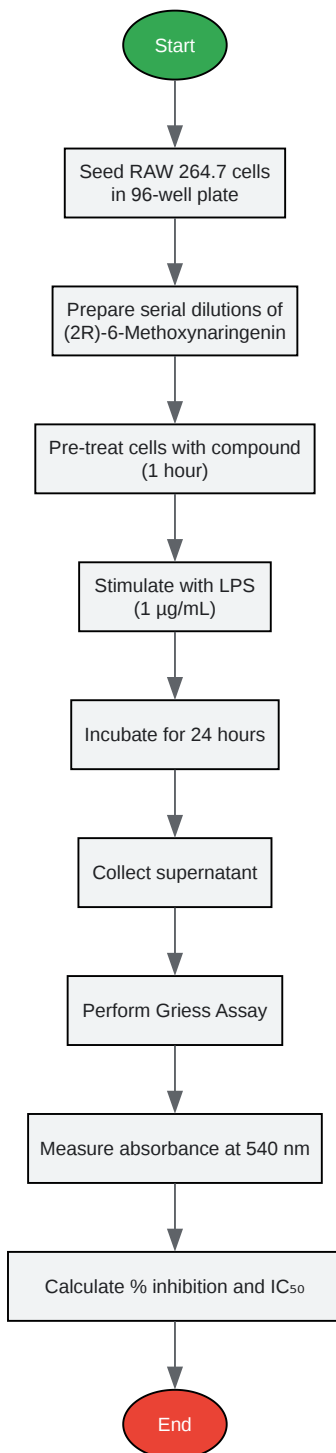 Start
Seed RAW 264.7 cells
in 96-well plate
Prepare serial dilutions of
(2R)-6-Methoxynaringenin
Pre-treat cells with compound
(1 hour)
Stimulate with LPS
(1 µg/mL)
Incubate for 24 hours
Collect supernatant
Perform Griess Assay
Measure absorbance at 540 nm
Calculate % inhibition and IC₅₀
End